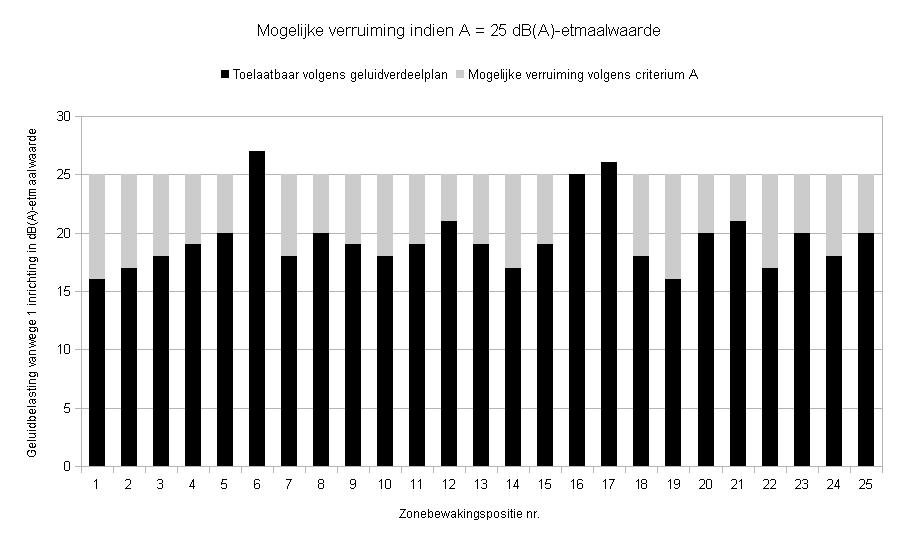 Mogelijke verruiming indien A = 25 dB(A)-etmaalwaarde
Toelaatbaar volgens geluidverdeelplan Mogelijke verruiming volgens criterium A
Geluidbelasting vanwege 1 inrichting in dB(A)-etmaalwaarde
30
25
20
15
10
5
0
1 2 3 4 5 6 7 8 9 10 11 12 13 14 15 16 17 18 19 20 21 22 23 24 25
Zonebewakingspositie nr.